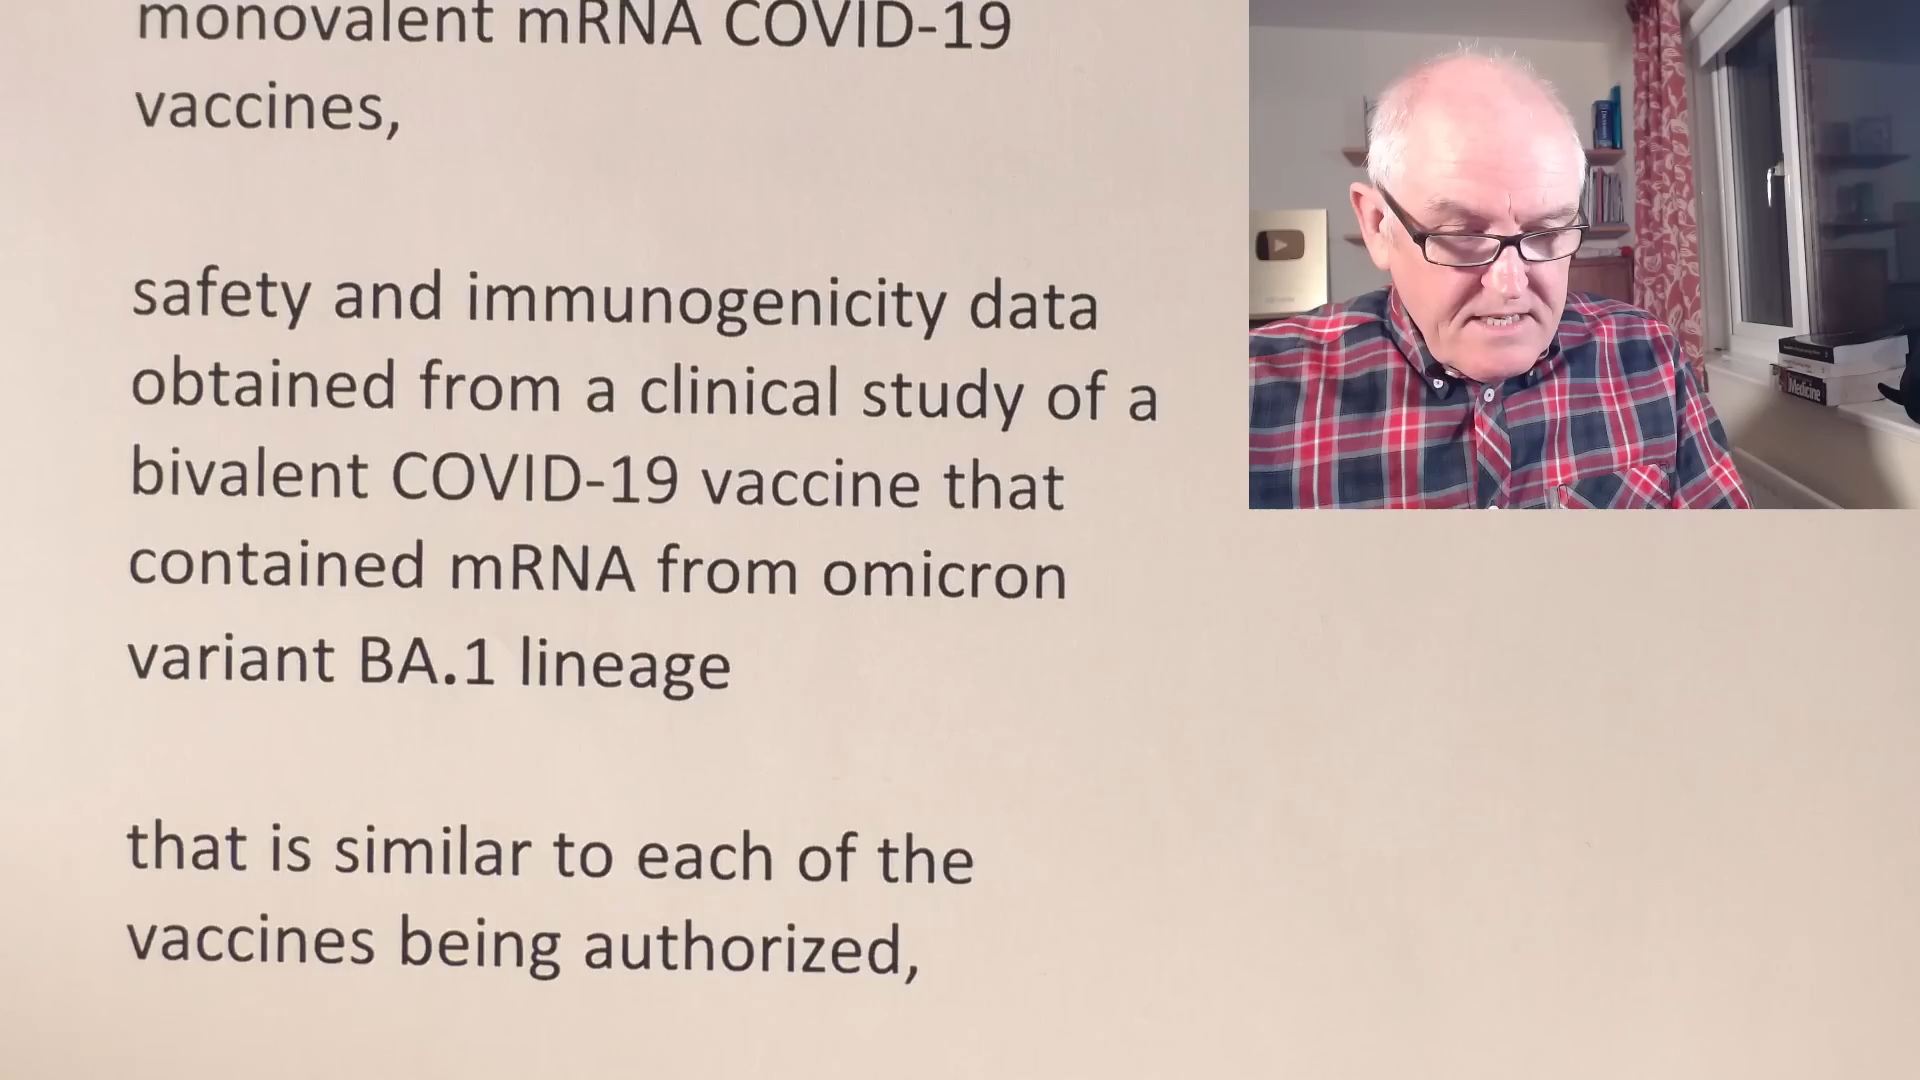 monovalent mRNA COVID-19
vaccines,
safety and immunogenicity data
obtained from a clinical study of a
bivalent COVID-19 vaccine that
contained mRNA from omicron
variant BA.1 lineage
that is similar to each of the
vaccines being authorized,
Medicine